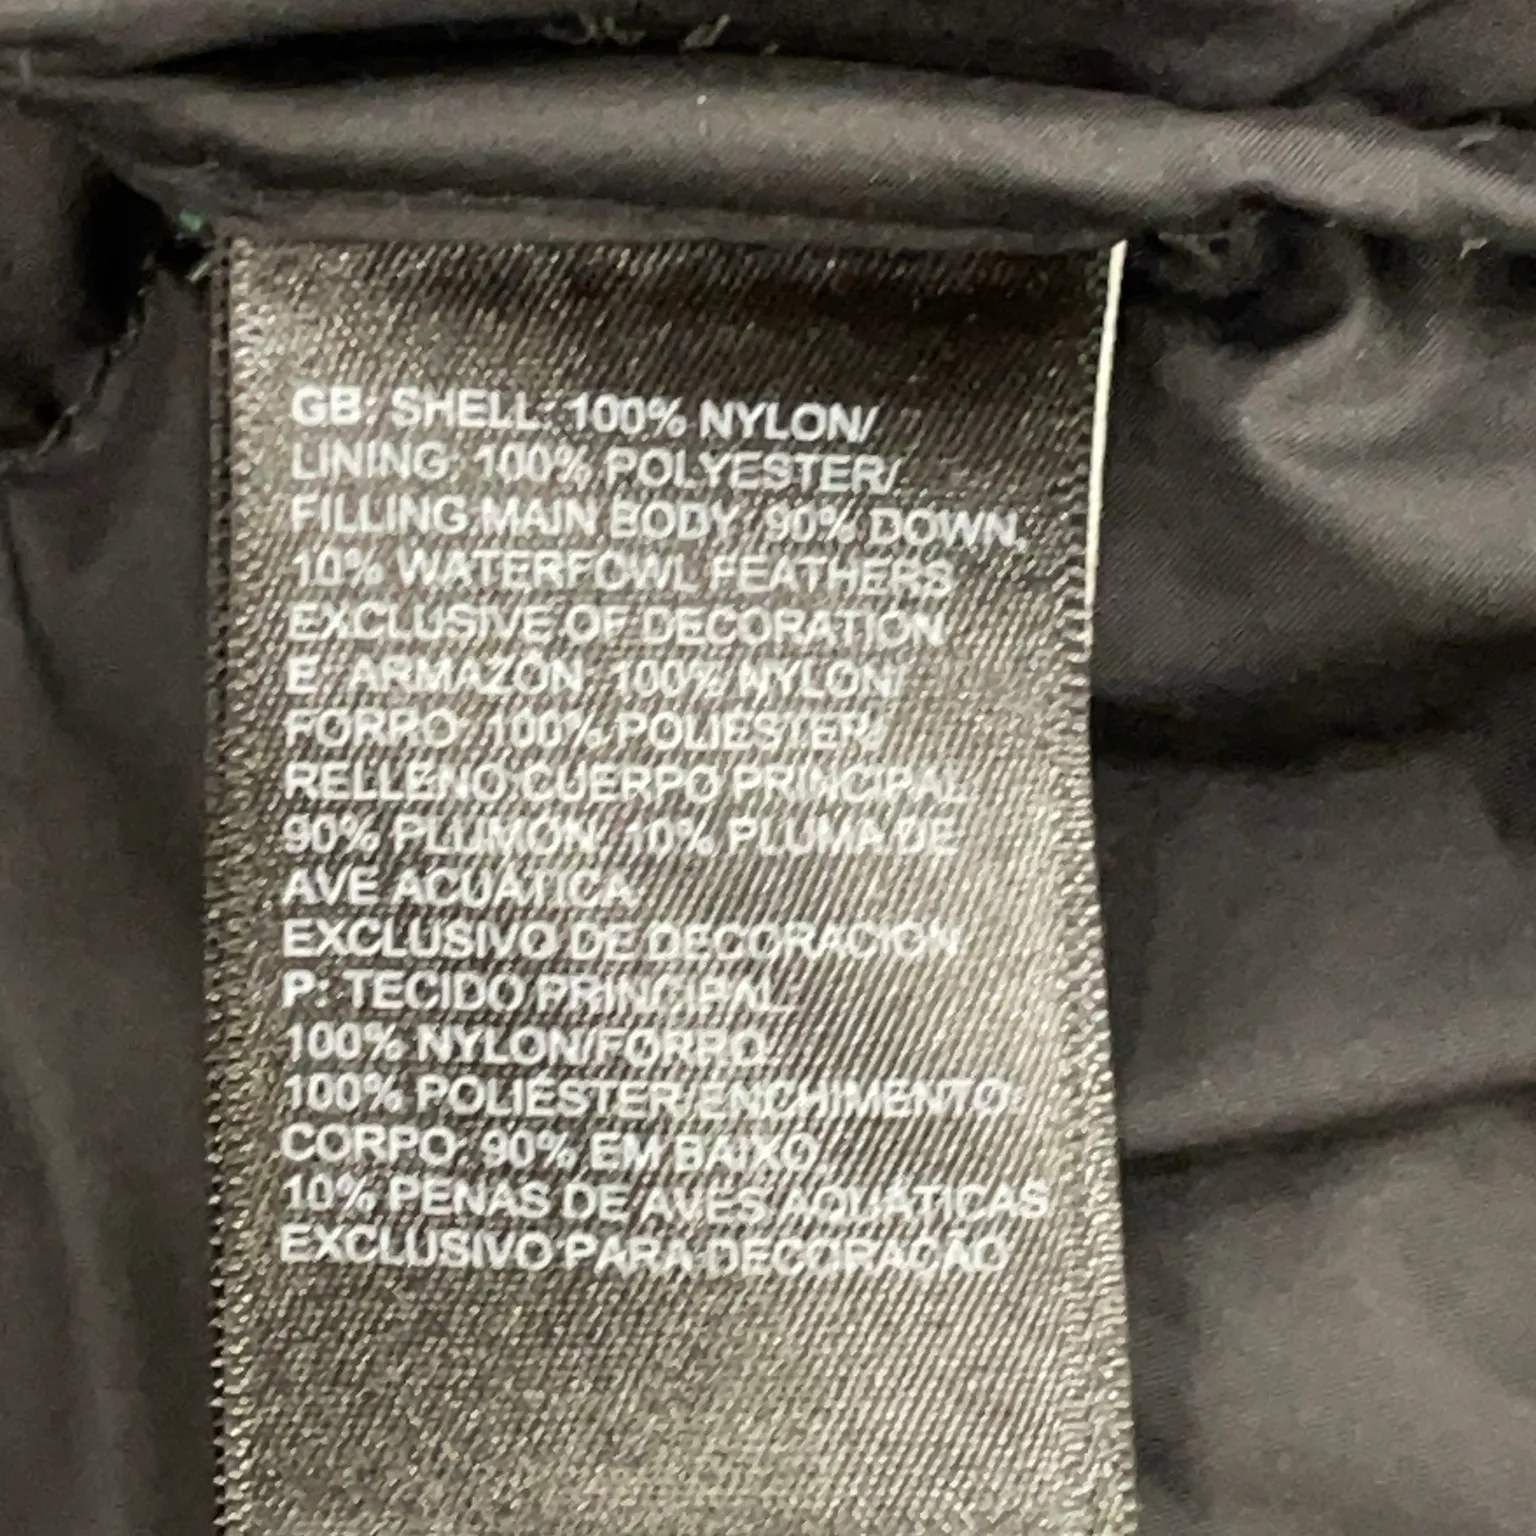 GB: SHELL: 100% NYLON/
LINING: 100% POLYESTER/
FILLING MAIN BODY: 90% DOWN,
10% WATERFOWL FEATHERS
EXCLUSIVE OF DECORATION
E: ARMAZÓN: 100% NYLON/
FORRO: 100% POLIESTER/
RELLENO CUERPO PRINCIPAL:
90% PLUMÓN, 10% PLUMA DE
AVE ACUÁTICA
EXCLUSIVO DE DECORACIÓN
P: TECIDO PRINCIPAL:
100% NYLON/FORRO:
100% POLIÉSTER/ENCHIMENTO
CORPO: 90% EM BAIXO,
10% PENAS DE AVES AQUÁTICAS
EXCLUSIVO PARA DECORAÇÃO